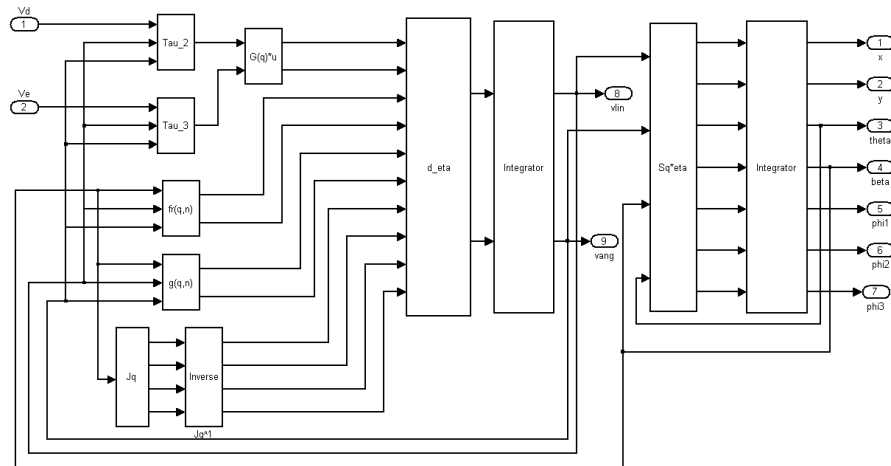 Vd
1
Tau_2
G(q)*u
Ve
2
Tau_3
fr(q,n)
g(q,n)
Jq
Inverse
Jq^1
d_eta
Integrator
8
vlin
9
vang
Sq*eta
Integrator
1
x
2
y
3
theta
4
beta
5
phi1
6
phi2
7
phi3